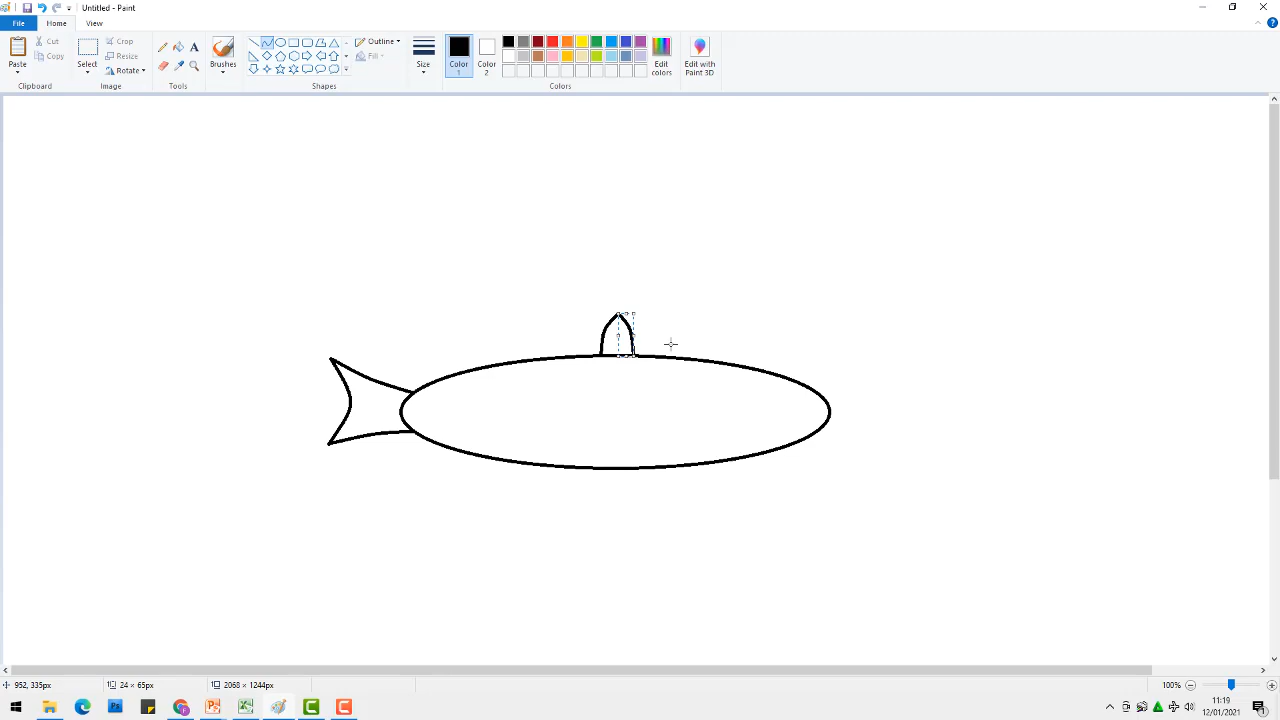 Untitled - Paint
File
Home
View
Paste
Cut
Copy
Clipboard
Select
Crop
Resize
Rotate
Image
A
Tools
Brushes
Outline
Fill
Shapes
Size
Color
1
Color
2
Edit
colors
Edit with
Paint 3D
Colors
952, 335px
24 × 65px
2068 × 1244px
100%
11:19
12/01/2021